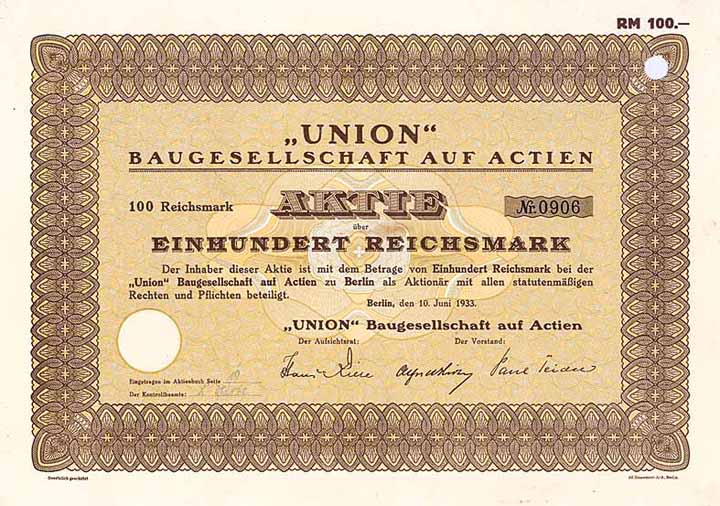 RM 100.—
„UNION“
BAUGESELLSCHAFT AUF ACTIEN
100 Reichsmark AKTIE Nr. 0906
über
EINHUNDERT REICHSMARK
Der Inhaber dieser Aktie ist mit dem Betrage von Einhundert Reichsmark bei der
„Union“ Baugesellschaft auf Actien zu Berlin als Aktionär mit allen statutenmäßigen
Rechten und Pflichten beteiligt.
Berlin, den 10. Juni 1933.
„UNION“ Baugesellschaft auf Actien
Der Aufsichtsrat: Der Vorstand:
Eingetragen im Aktienbuch Seite
Der Kontrollbeamte:
Gesetzlich geschützt